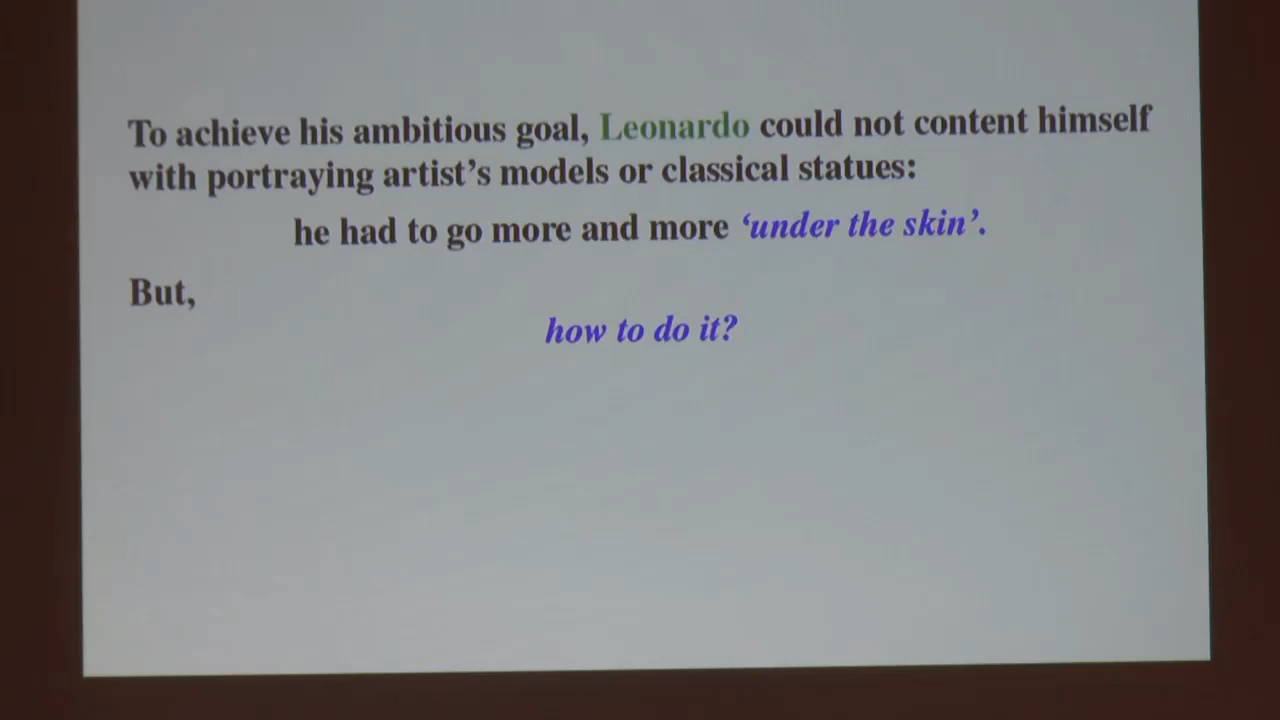 To achieve his ambitious goal, Leonardo could not content himself
with portraying artist’s models or classical statues:
he had to go more and more ‘under the skin’.
But,
how to do it?